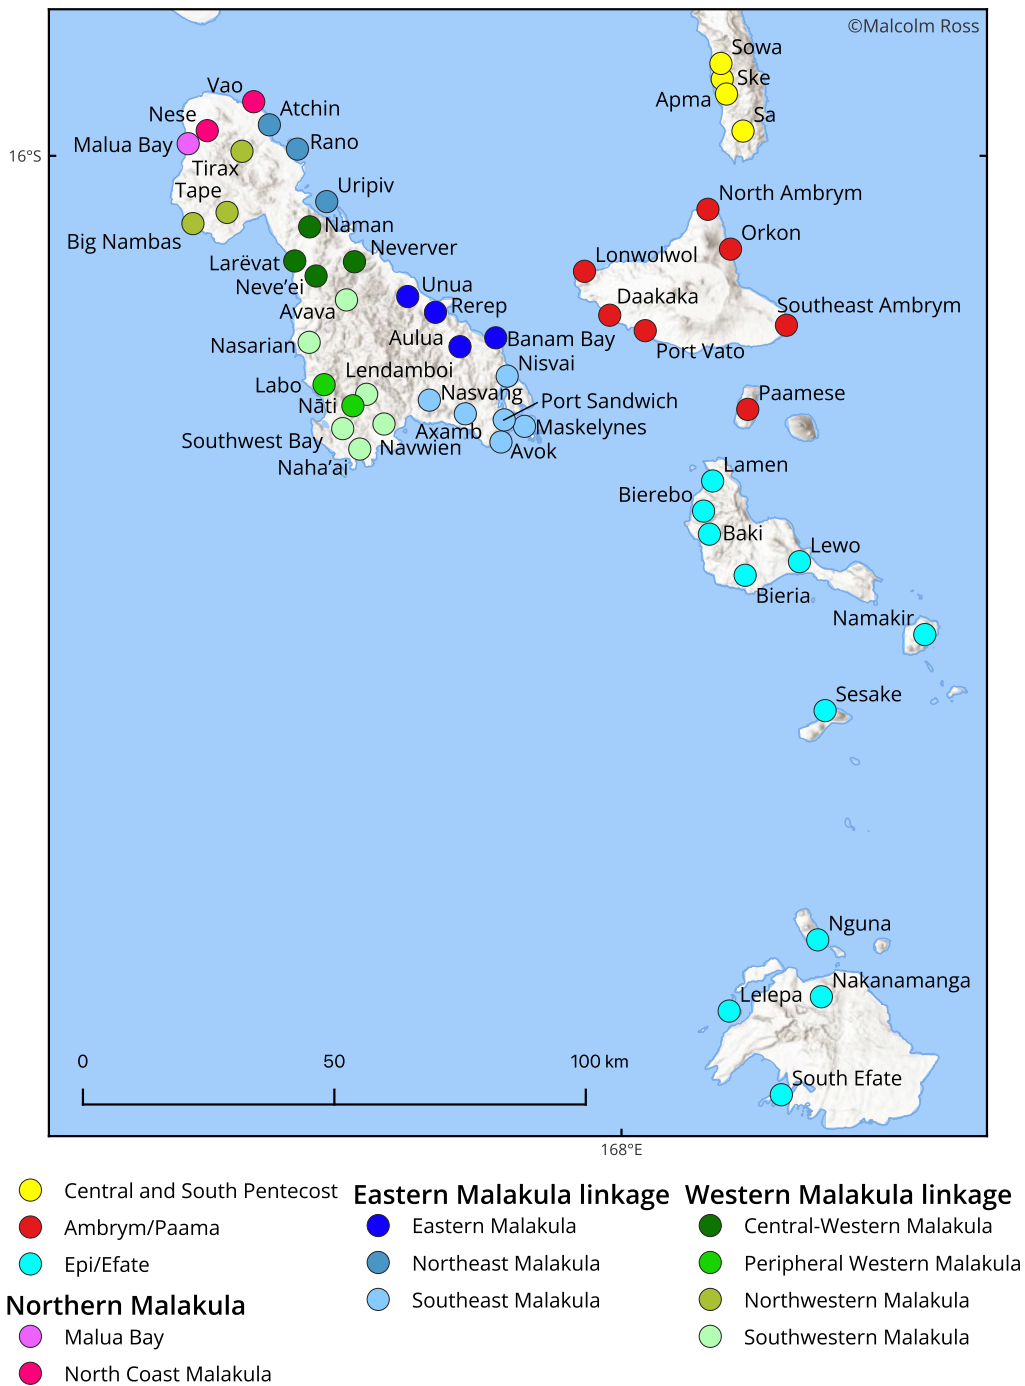 ©Malcolm Ross
Sowa
Ske
Apma
Sa
Vao
Nese
Atchin
Malua Bay
Rano
16°S
Tirax
Tape
Uripiv
North Ambrym
Naman
Orkon
Big Nambas
Neverver
Larëvat
Lonwolwol
Neve’ei
Unua
Daakaka
Avava
Rerep
Southeast Ambrym
Aulua
Banam Bay
Nasarian
Port Vato
Nisvai
Lendamboi
Labo
Nasvang
Paamese
Port Sandwich
Nāti
Axamb
Maskelynes
Southwest Bay
Navwien
Avok
Naha’ai
Lamen
Bierebo
Baki
Lewo
Bieria
Namakir
Sesake
Nguna
Nakanamanga
Lelepa
South Efate
0
50
100 km
168°E
Central and South Pentecost
Ambrym/Paama
Epi/Efate
Northern Malakula
Malua Bay
North Coast Malakula
Eastern Malakula linkage
Eastern Malakula
Northeast Malakula
Southeast Malakula
Western Malakula linkage
Central-Western Malakula
Peripheral Western Malakula
Northwestern Malakula
Southwestern Malakula